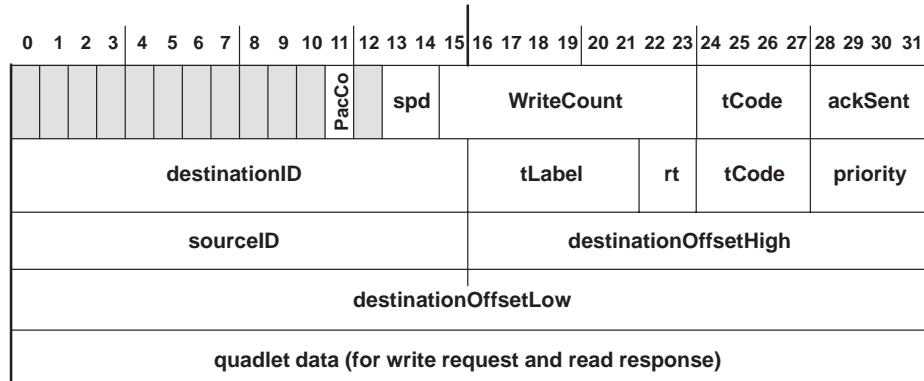 0 1 2 3 4 5 6 7 8 9 10 11 12 13 14 15 16 17 18 19 20 21 22 23 24 25 26 27 28 29 30 31
PacCo spd WriteCount tCode ackSent
destinationID tLabel rt tCode priority
sourceID destinationOffsetHigh
destinationOffsetLow
quadlet data (for write request and read response)